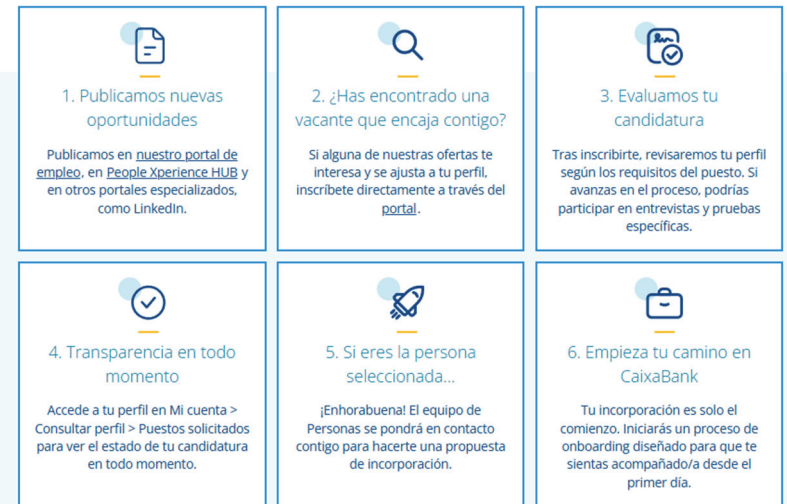 1. Publicamos nuevas
oportunidades
Publicamos en nuestro portal de
empleo, en People Xperience HUB y
en otros portales especializados,
como LinkedIn.
2. ¿Has encontrado una
vacante que encaja contigo?
Si alguna de nuestras ofertas te
interesa y se ajusta a tu perfil,
inscríbete directamente a través del
portal.
3. Evaluamos tu
candidatura
Tras inscribirte, revisaremos tu perfil
según los requisitos del puesto. Si
avanzas en el proceso, podrías
participar en entrevistas y pruebas
específicas.
4. Transparencia en todo
momento
Accede a tu perfil en Mi cuenta >
Consultar perfil > Puestos solicitados
para ver el estado de tu candidatura
en todo momento.
5. Si eres la persona
seleccionada...
¡Enhorabuena! El equipo de
Personas se pondrá en contacto
contigo para hacerte una propuesta
de incorporación.
6. Empieza tu camino en
CaixaBank
Tu incorporación es solo el
comienzo. Iniciarás un proceso de
onboarding diseñado para que te
sientas acompañado/a desde el
primer día.